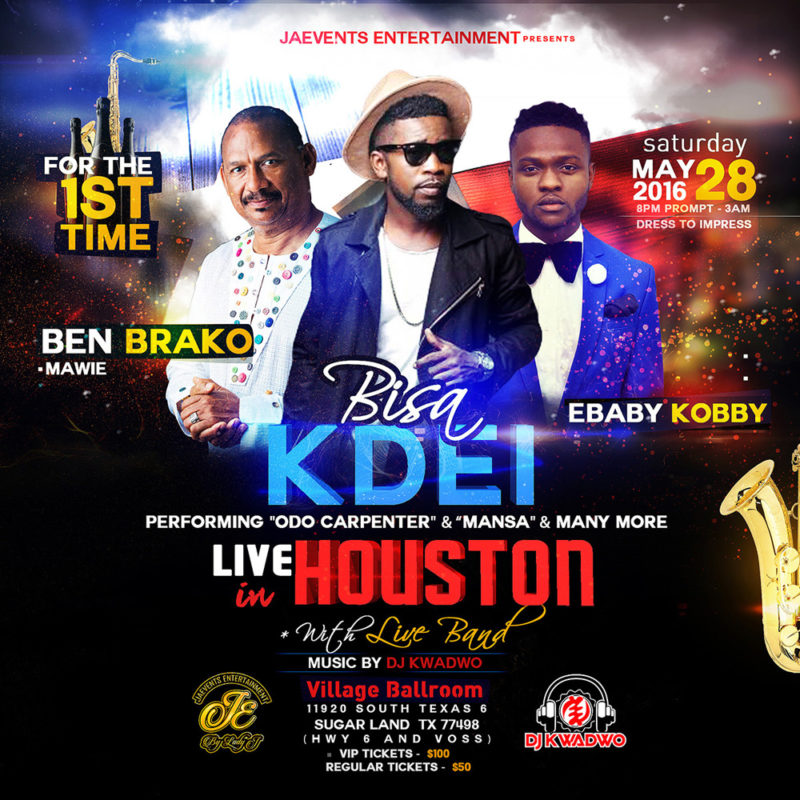 JAEVENTS ENTERTAINMENT PRESENTS
FOR THE
1ST
TIME
saturday
MAY 28
2016
8PM PROMPT - 3AM
DRESS TO IMPRESS
BEN BRAKO
• MAWIE
EBABY KOBBY
Bisa
KDEI
PERFORMING "ODO CARPENTER" & "MANSA" & MANY MORE
LIVE in HOUSTON
* With Live Band
MUSIC BY DJ KWADWO
Village Ballroom
11920 SOUTH TEXAS 6
SUGAR LAND TX 77498
(HWY 6 AND VOSS)
• VIP TICKETS - $100
REGULAR TICKETS - $50
JAEVENTS ENTERTAINMENT
JE
By Lady J
DJ KWADWO